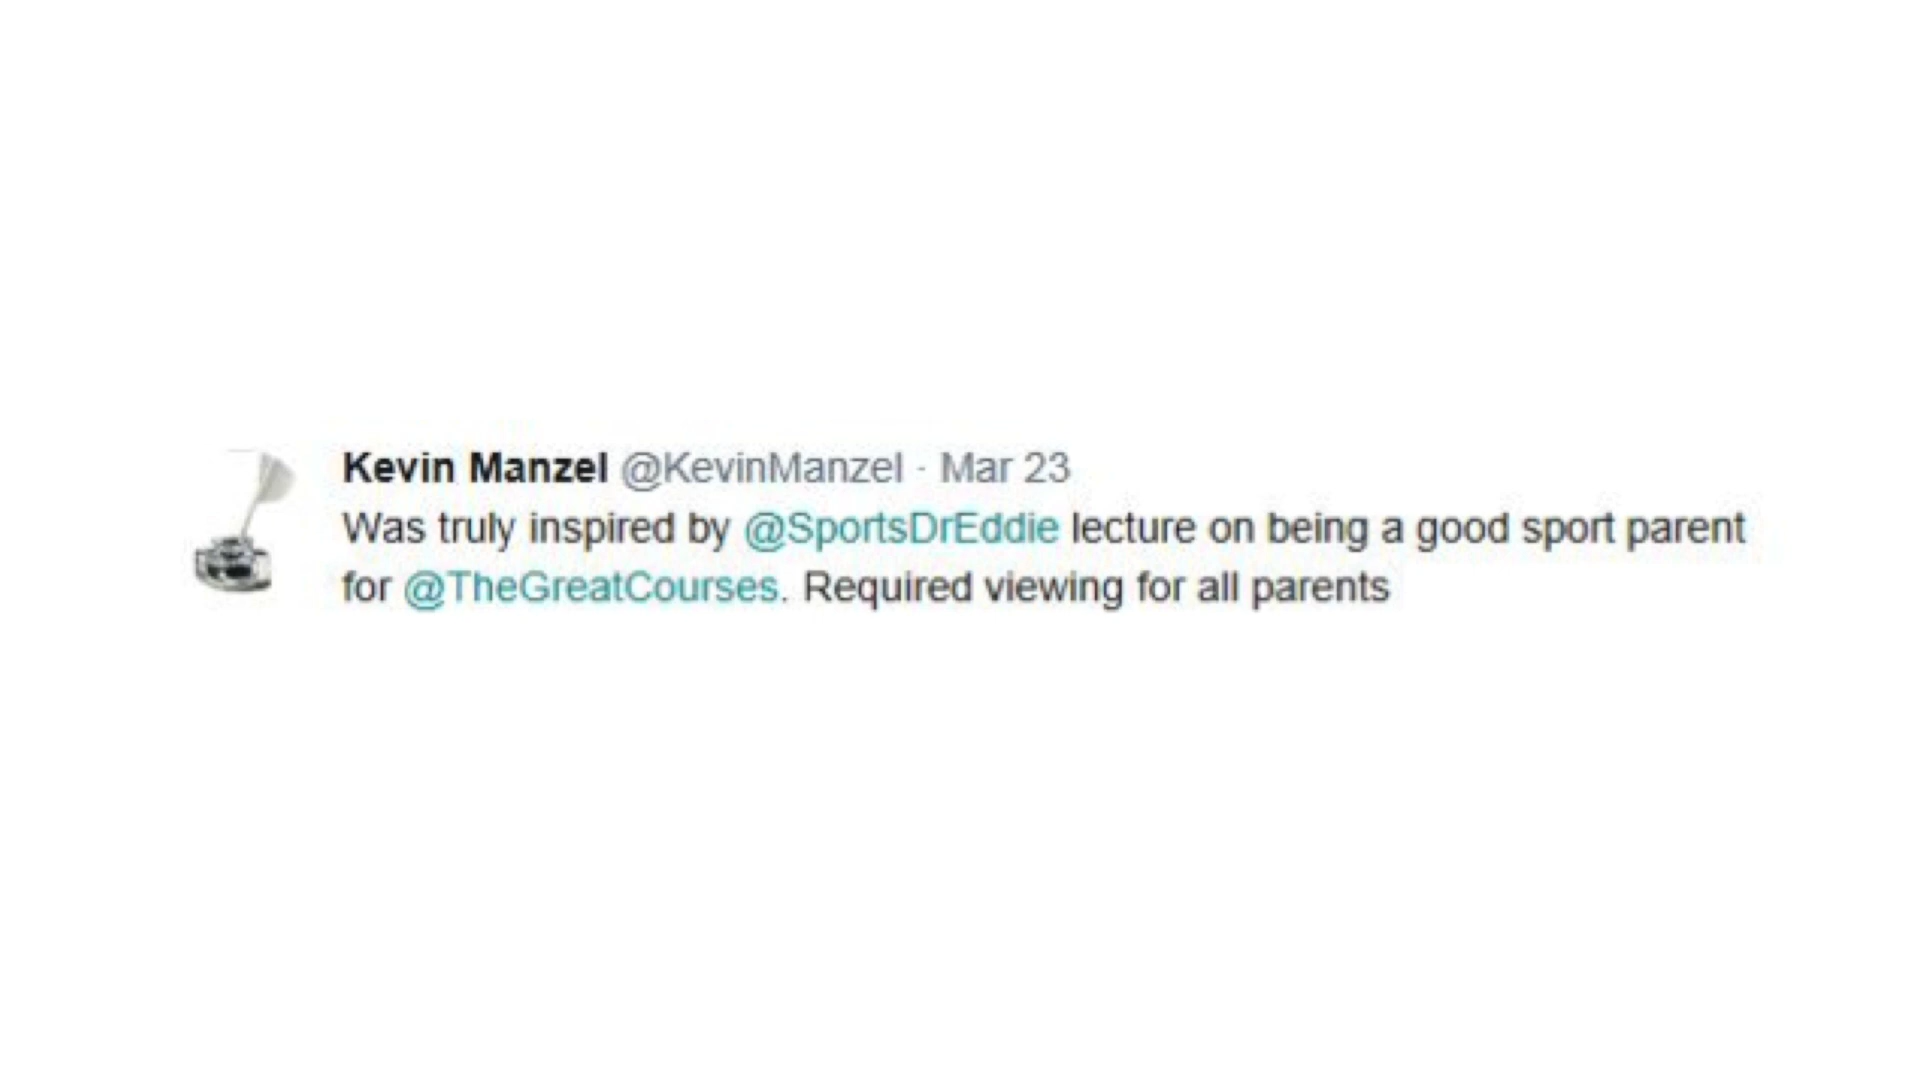 Kevin Manzel @KevinManzel · Mar 23
Was truly inspired by @SportsDrEddie lecture on being a good sport parent
for @TheGreatCourses. Required viewing for all parents